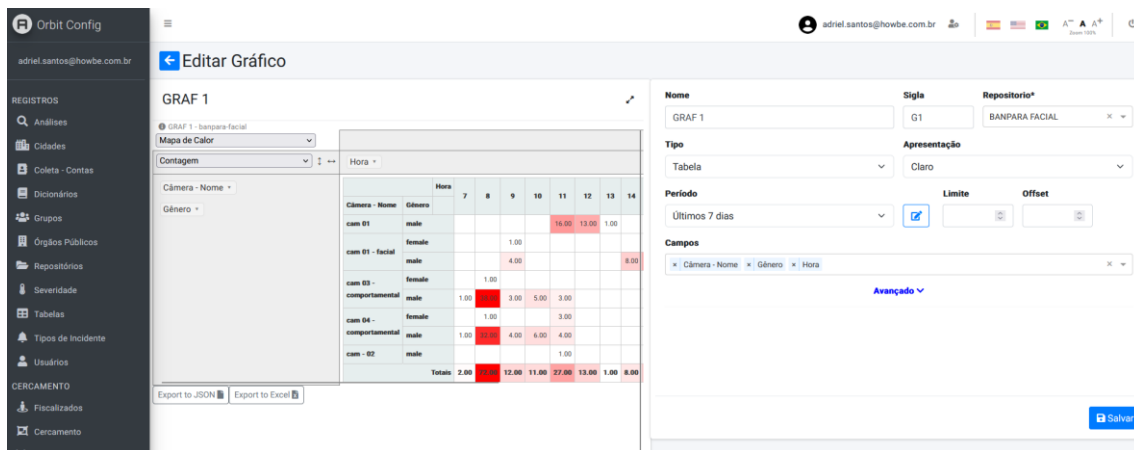 Orbit Config
adriel.santos@howbe.com.br
A⁻ A A⁺
Zoom 100%
adriel.santos@howbe.com.br
Editar Gráfico
REGISTROS
Análises
Cidades
Coleta - Contas
Dicionários
Grupos
Órgãos Públicos
Repositórios
Severidade
Tabelas
Tipos de Incidente
Usuários
CERCAMENTO
Fiscalizados
Cercamento
GRAF 1
GRAF 1 - banpara-facial
Mapa de Calor
Contagem
Hora
Câmera - Nome
Gênero
Hora 7 8 9 10 11 12 13 14
Câmera - Nome Gênero
cam 01 male 16.00 13.00 1.00
cam 01 - facial female 1.00
male 4.00 8.00
cam 03 - comportamental female 1.00
male 1.00 3.00 5.00 3.00
cam 04 - comportamental female 1.00 3.00
male 1.00 4.00 6.00 4.00
cam - 02 male 1.00
Totais 2.00 12.00 11.00 27.00 13.00 1.00 8.00
Export to JSON Export to Excel
Nome Sigla Repositorio*
GRAF 1 G1 BANPARA FACIAL
Tipo Apresentação
Tabela Claro
Período Limite Offset
Últimos 7 dias
Campos
× Câmera - Nome × Gênero × Hora
Avançado
Salvar